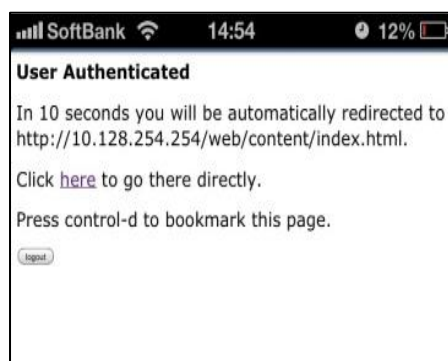 SoftBank 14:54 12%
User Authenticated
In 10 seconds you will be automatically redirected to
http://10.128.254.254/web/content/index.html.
Click here to go there directly.
Press control-d to bookmark this page.
logout